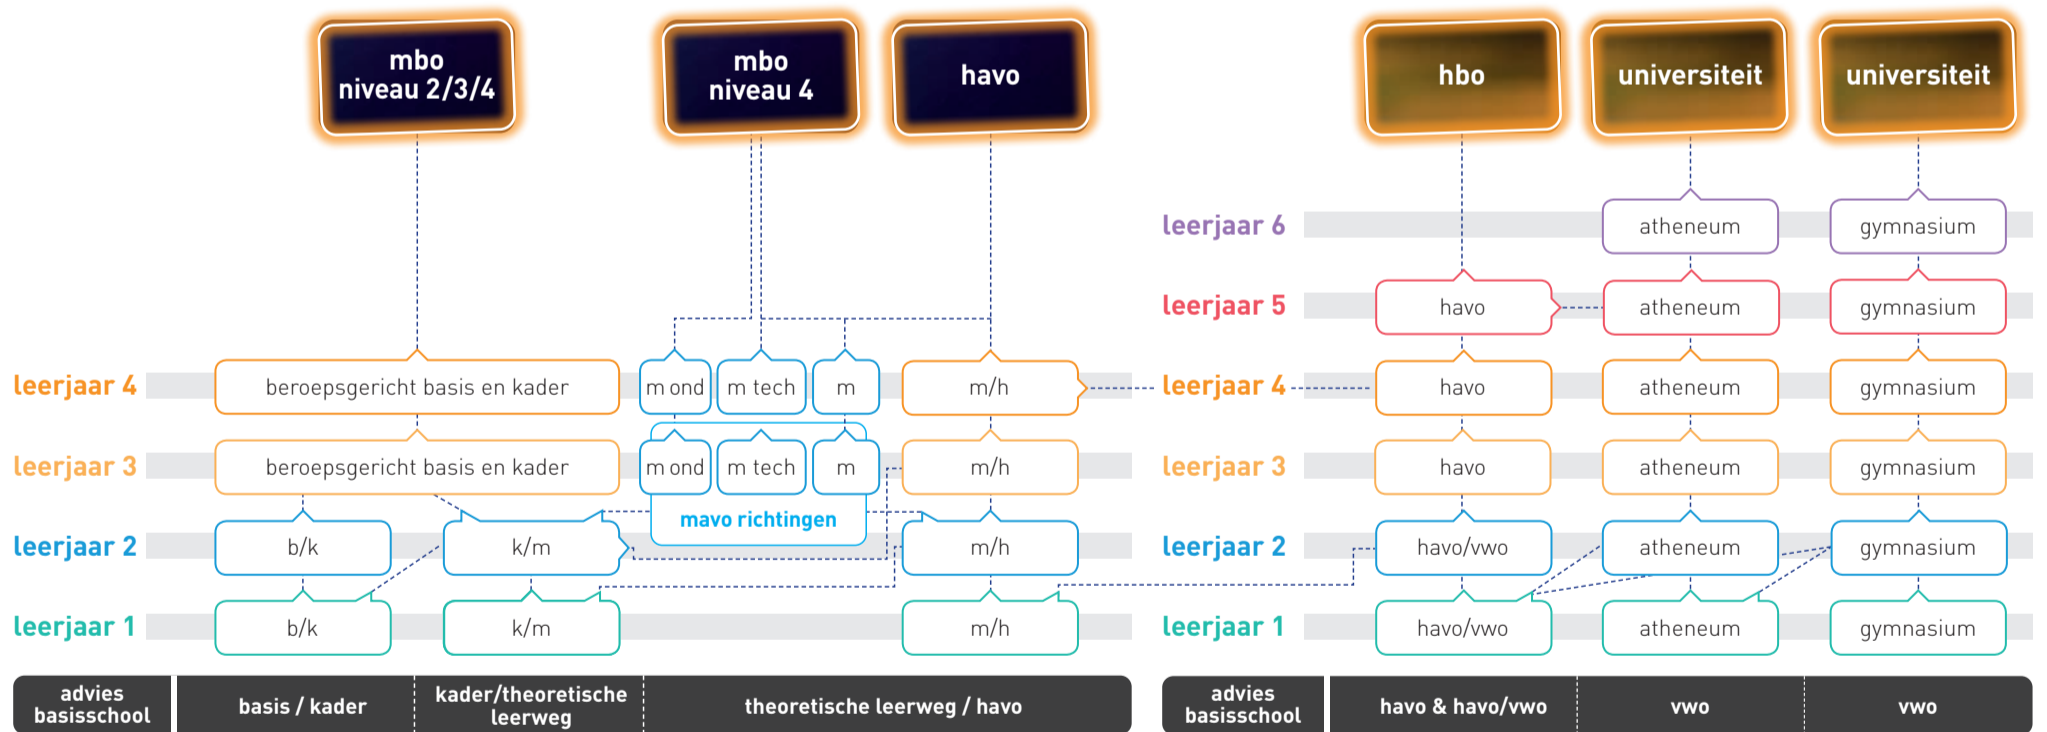 mbo
niveau 2/3/4
mbo
niveau 4
havo
hbo
universiteit
universiteit
leerjaar 6
atheneum
gymnasium
leerjaar 5
havo
atheneum
gymnasium
leerjaar 4
beroepsgericht basis en kader
m ond
m tech
m
m/h
leerjaar 4
havo
atheneum
gymnasium
leerjaar 3
beroepsgericht basis en kader
m ond
m tech
m
m/h
leerjaar 3
havo
atheneum
gymnasium
mavo richtingen
leerjaar 2
b/k
k/m
m/h
leerjaar 2
havo/vwo
atheneum
gymnasium
leerjaar 1
b/k
k/m
m/h
leerjaar 1
havo/vwo
atheneum
gymnasium
advies
basisschool
basis / kader
kader/theoretische
leerweg
theoretische leerweg / havo
advies
basisschool
havo & havo/vwo
vwo
vwo